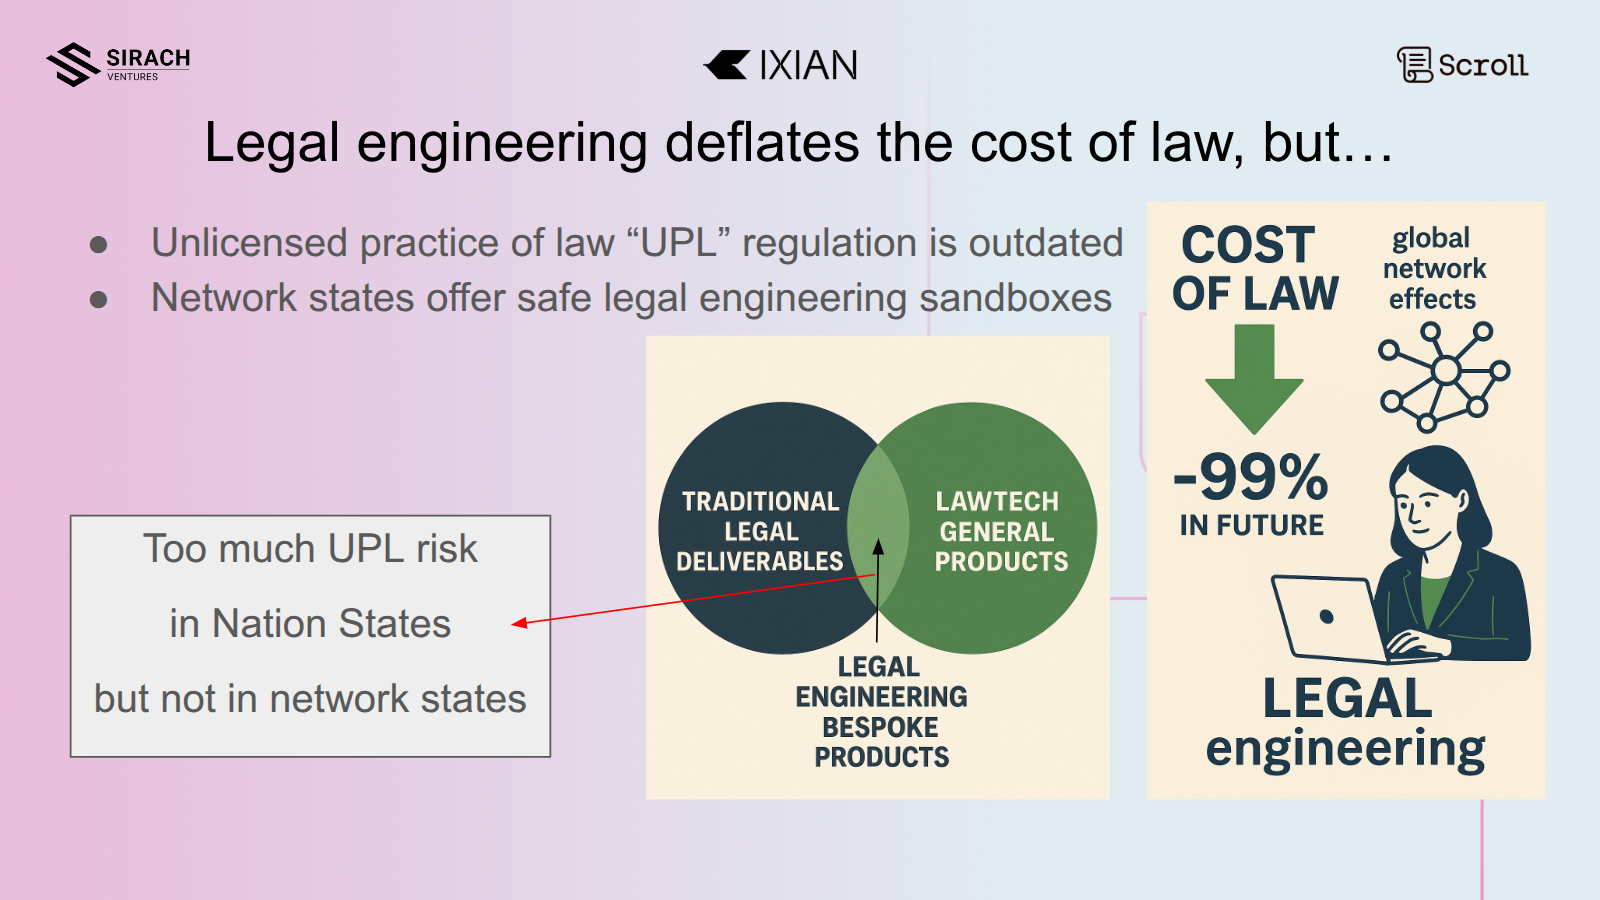 SIRACH
VENTURES
IXIAN
Scroll
Legal engineering deflates the cost of law, but…
● Unlicensed practice of law “UPL” regulation is outdated
● Network states offer safe legal engineering sandboxes
Too much UPL risk
in Nation States
but not in network states
TRADITIONAL
LEGAL
DELIVERABLES
LAWTECH
GENERAL
PRODUCTS
LEGAL
ENGINEERING
BESPOKE
PRODUCTS
COST
OF LAW
global
network
effects
-99%
IN FUTURE
LEGAL
engineering